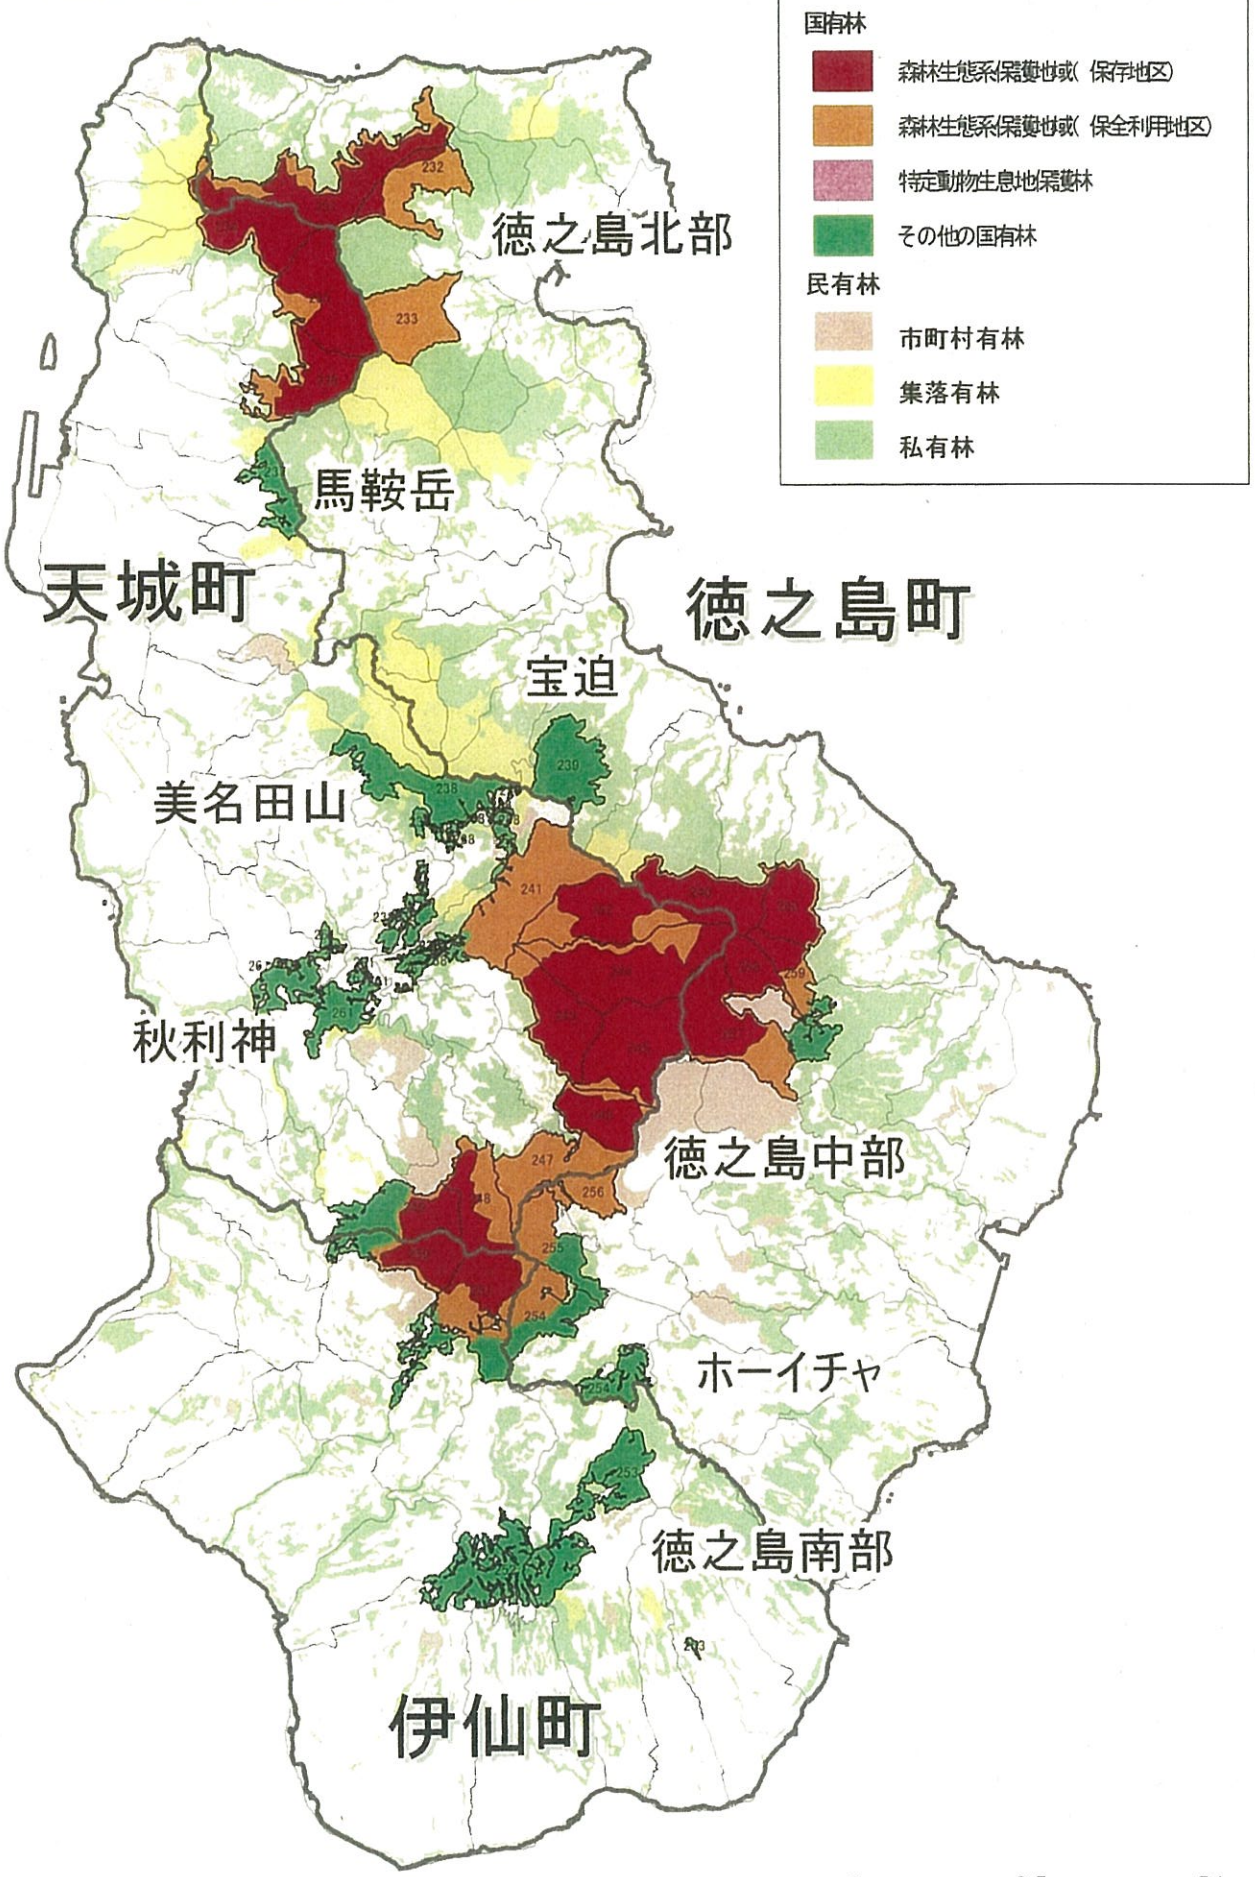 国有林
森林生態系保護地域( 保存地区)
森林生態系保護地域( 保全利用地区)
特定動物生息地保護林
その他の国有林
民有林
市町村有林
集落有林
私有林
232
徳之島北部
233
馬鞍岳
天城町
徳之島町
宝迫
239
238
美名田山
241
259
261
秋利神
徳之島中部
247
256
255
254
ホーイチャ
254
253
徳之島南部
伊仙町